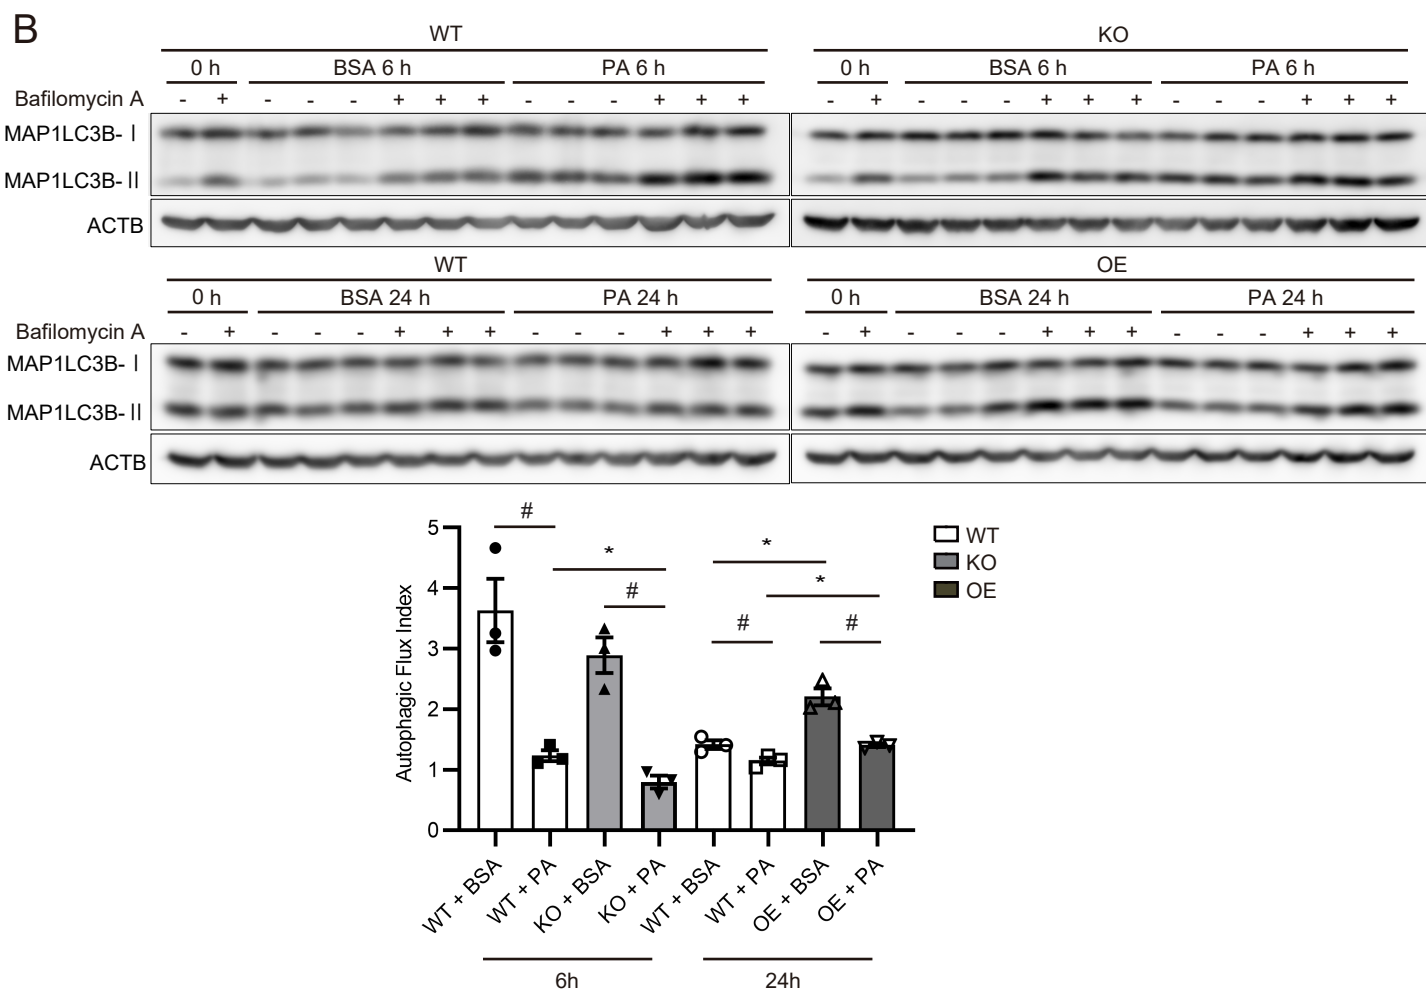 B
WT KO
0 h BSA 6 h PA 6 h 0 h BSA 6 h PA 6 h
Bafilomycin A - + - - - + + + - - - + + + - + - - - + + + - - - + + +
MAP1LC3B-Ⅰ
MAP1LC3B-Ⅱ
ACTB
WT OE
0 h BSA 24 h PA 24 h 0 h BSA 24 h PA 24 h
Bafilomycin A - + - - - + + + - - - + + + - + - - - + + + - - - + + +
MAP1LC3B-Ⅰ
MAP1LC3B-Ⅱ
ACTB
Autophagic Flux Index
5
4
3
2
1
0
# * # * * # #
WT
KO
OE
WT + BSA WT + PA KO + BSA KO + PA WT + BSA WT + PA OE + BSA OE + PA
6h 24h